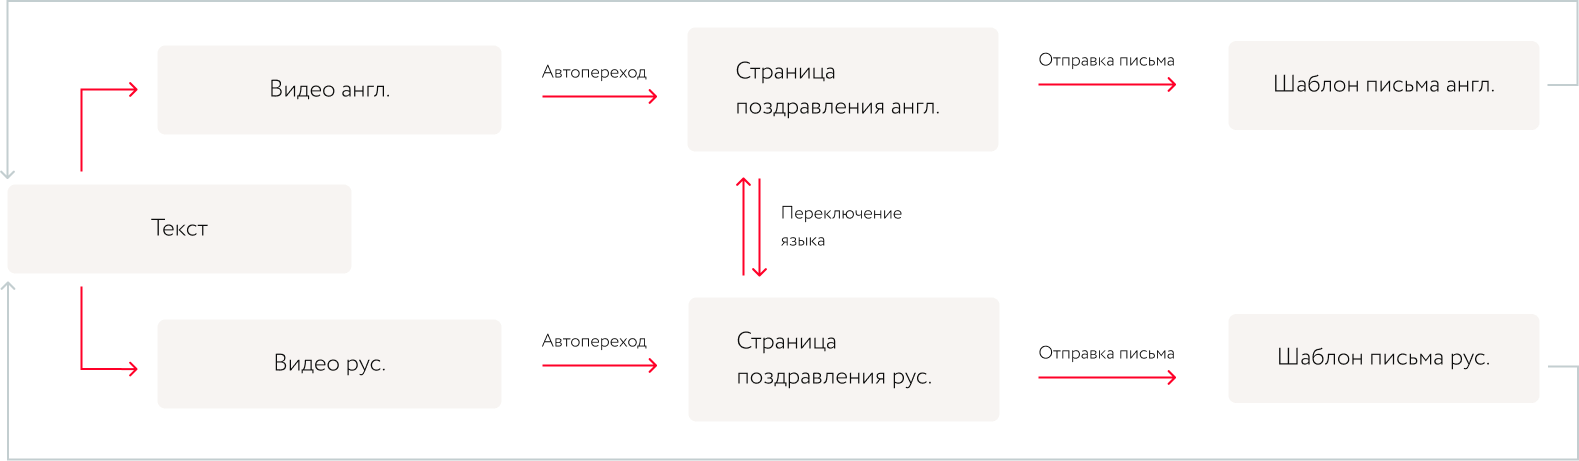 Видео англ.
Автопереход
Страница
поздравления англ.
Отправка письма
Шаблон письма англ.
Текст
Переключение
языка
Видео рус.
Автопереход
Страница
поздравления рус.
Отправка письма
Шаблон письма рус.